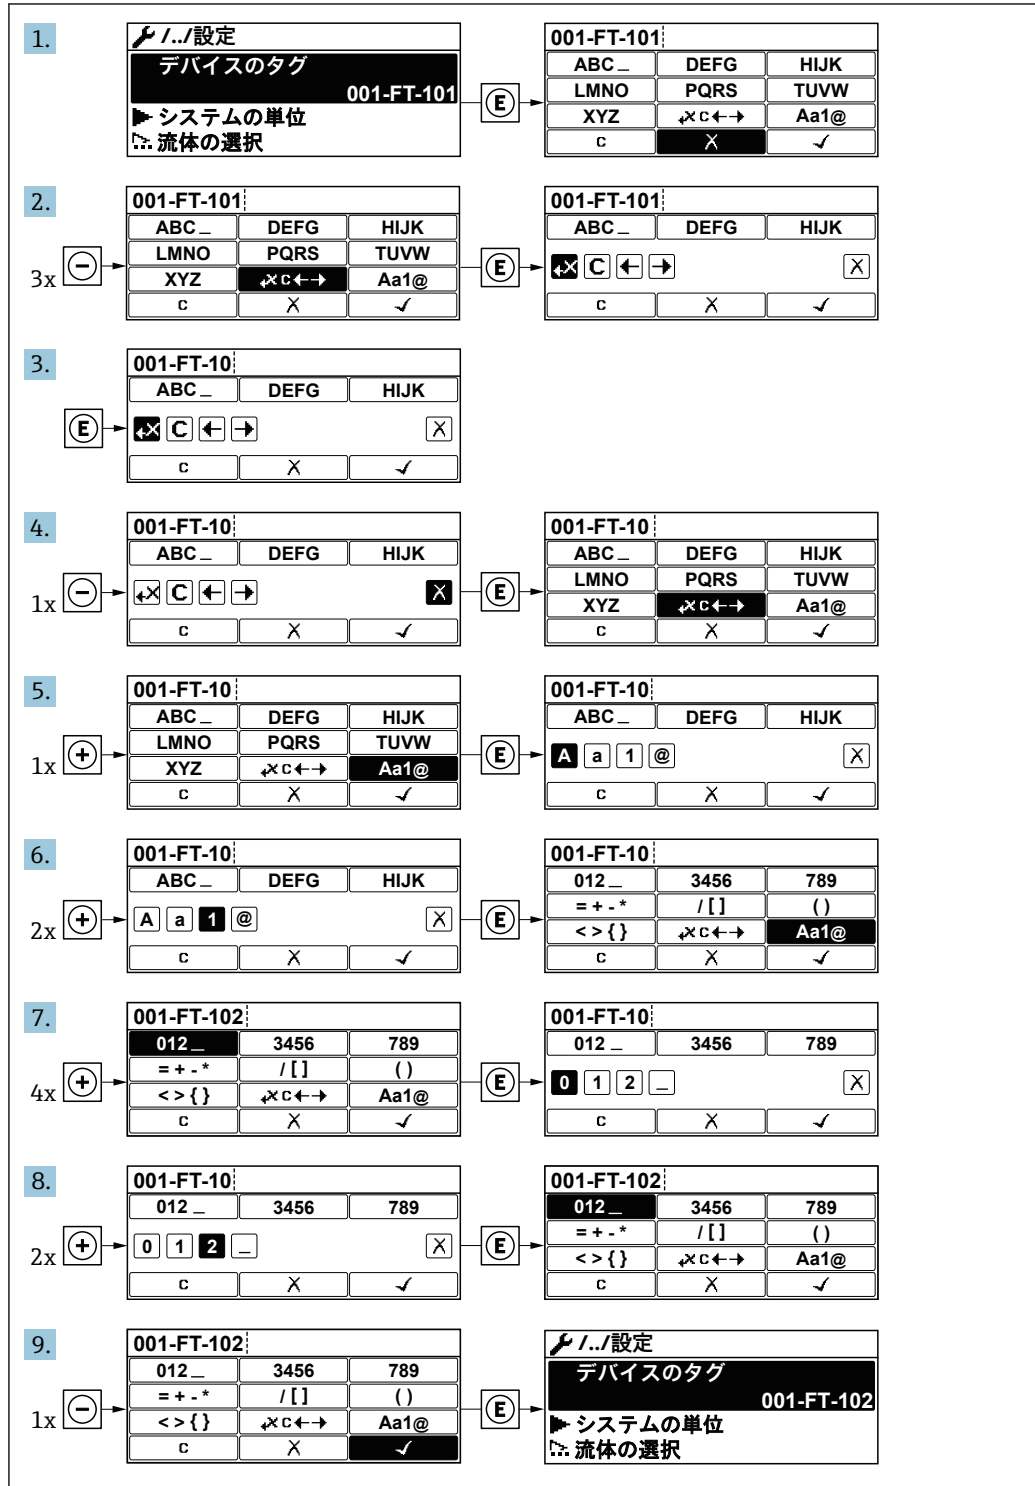 1.
/../設定
デバイスのタグ
001-FT-101
システムの単位
流体の選択
E
001-FT-101
ABC_ DEFG HIJK
LMNO PQRS TUVW
XYZ C Aa1@
C
2.
3x
001-FT-101
ABC_ DEFG HIJK
LMNO PQRS TUVW
XYZ C Aa1@
C
E
001-FT-101
ABC_ DEFG HIJK
C
C
3.
E
001-FT-10
ABC_ DEFG HIJK
C
C
4.
1x
001-FT-10
ABC_ DEFG HIJK
C
C
E
001-FT-10
ABC_ DEFG HIJK
LMNO PQRS TUVW
XYZ C Aa1@
C
5.
1x
001-FT-10
ABC_ DEFG HIJK
LMNO PQRS TUVW
XYZ C Aa1@
C
E
001-FT-10
ABC_ DEFG HIJK
A a 1 @
C
6.
2x
001-FT-10
ABC_ DEFG HIJK
A a 1 @
C
E
001-FT-10
012_ 3456 789
= + - * / [ ] ( )
< > { } C Aa1@
C
7.
4x
001-FT-102
012_ 3456 789
= + - * / [ ] ( )
< > { } C Aa1@
C
E
001-FT-10
012_ 3456 789
0 1 2 _
C
8.
2x
001-FT-10
012_ 3456 789
0 1 2 _
C
E
001-FT-102
012_ 3456 789
= + - * / [ ] ( )
< > { } C Aa1@
C
9.
1x
001-FT-102
012_ 3456 789
= + - * / [ ] ( )
< > { } C Aa1@
C
E
/../設定
デバイスのタグ
001-FT-102
システムの単位
流体の選択